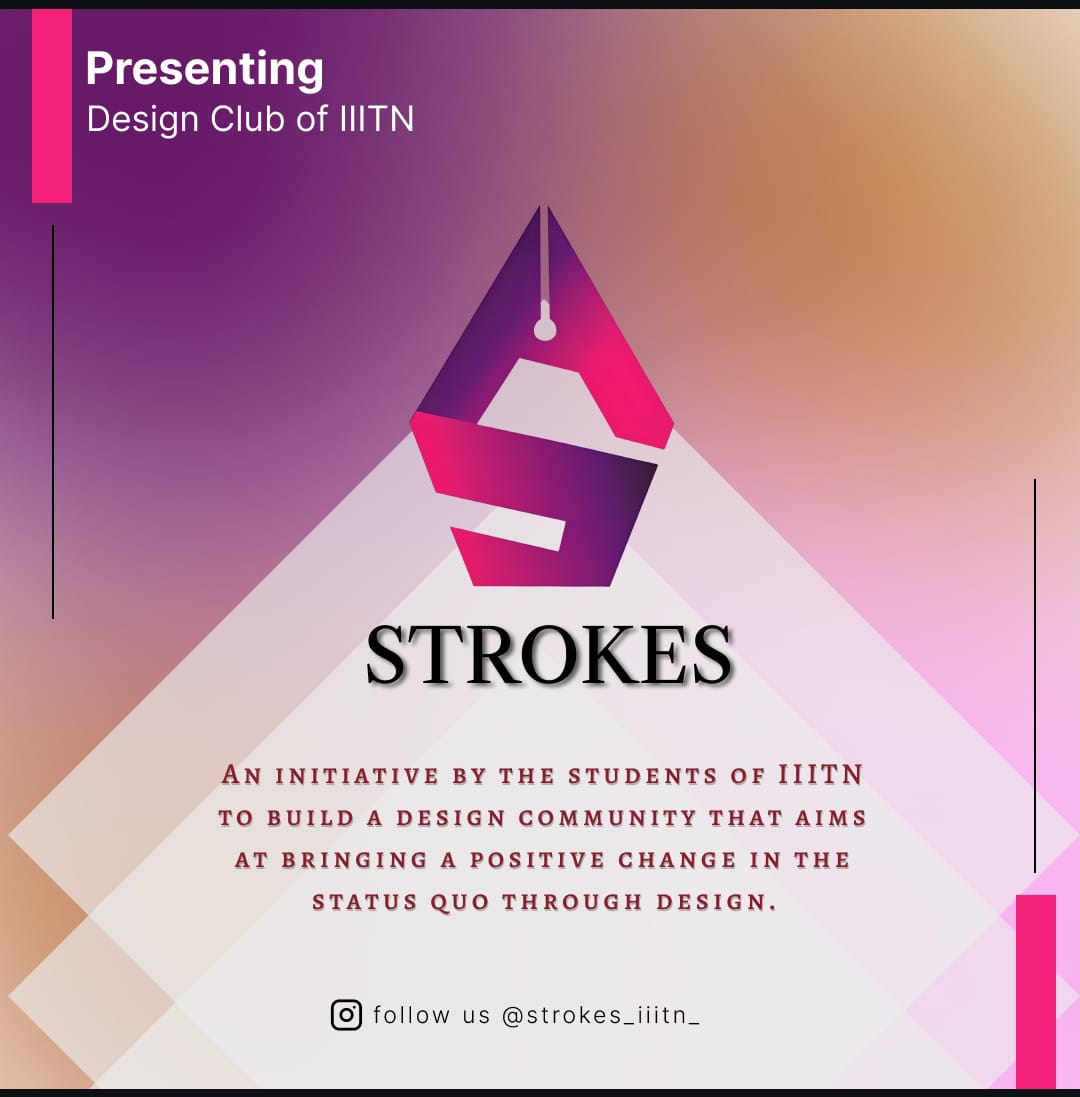 Presenting
Design Club of IIITN
STROKES
AN INITIATIVE BY THE STUDENTS OF IIITN
TO BUILD A DESIGN COMMUNITY THAT AIMS
AT BRINGING A POSITIVE CHANGE IN THE
STATUS QUO THROUGH DESIGN.
follow us @strokes_iiitn_